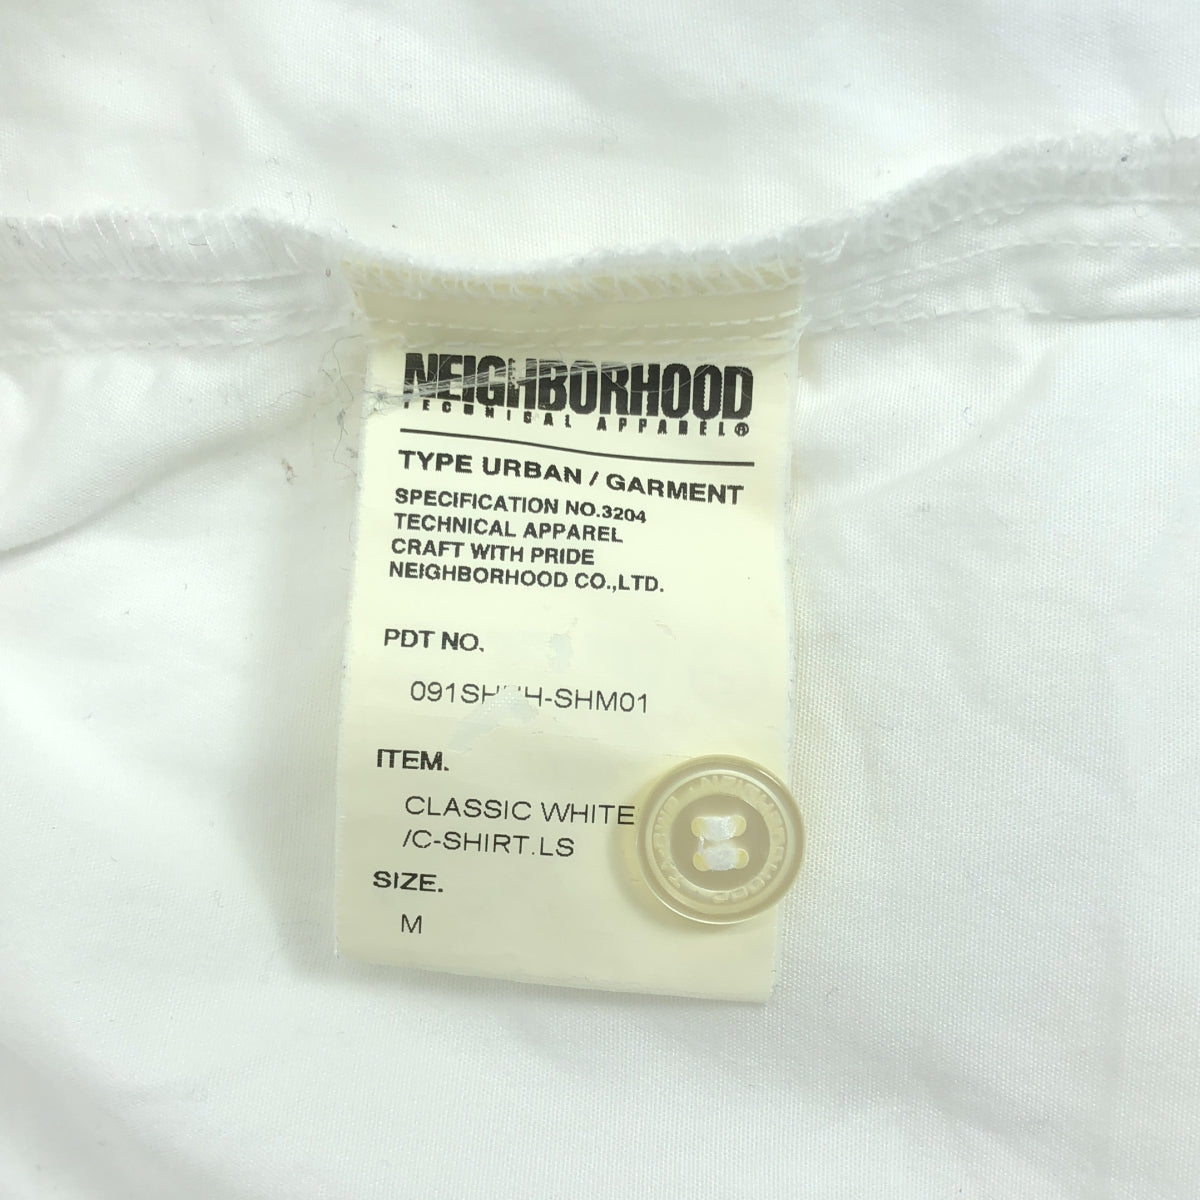 NEIGHBORHOOD
TECHNICAL APPAREL®
TYPE URBAN / GARMENT
SPECIFICATION NO.3204
TECHNICAL APPAREL
CRAFT WITH PRIDE
NEIGHBORHOOD CO.,LTD.
PDT NO.
ITEM.
CLASSIC WHITE
/C-SHIRT.LS
SIZE.
M